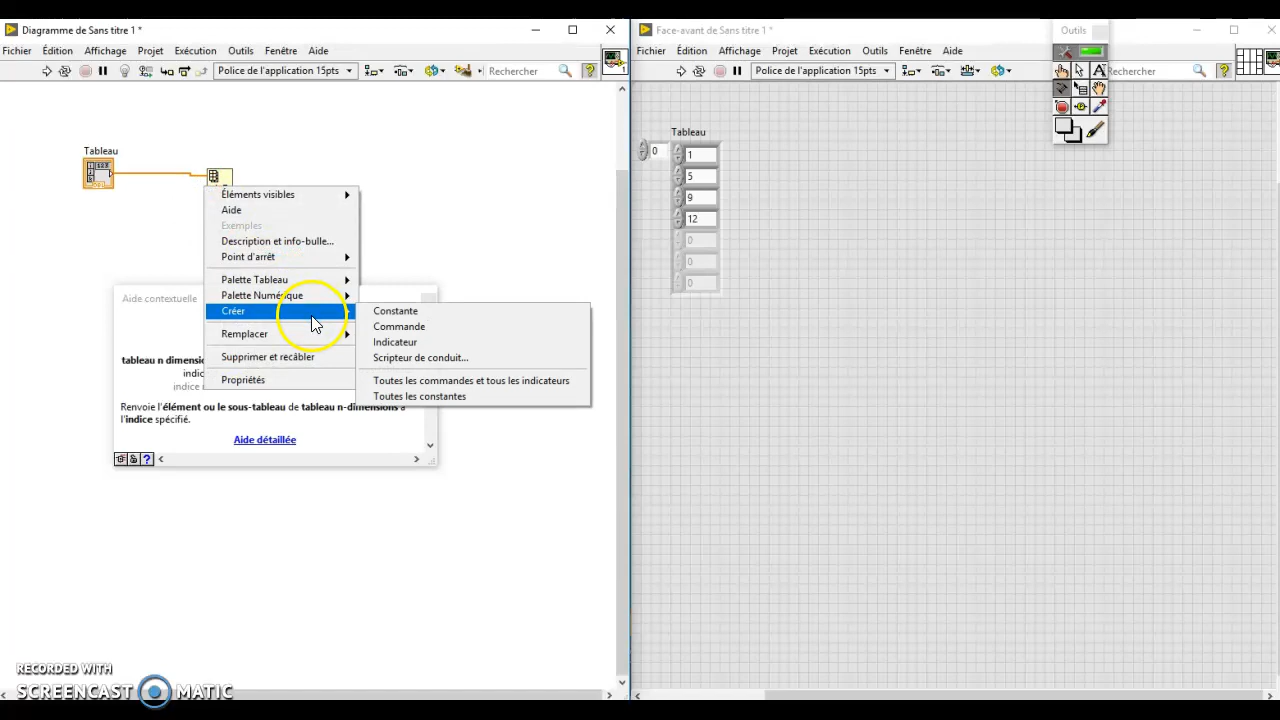 Diagramme de Sans titre 1 *
Fichier Édition Affichage Projet Exécution Outils Fenêtre Aide
Police de l'application 15pts
Rechercher
Tableau
Éléments visibles
Aide
Exemples
Description et info-bulle...
Point d'arrêt
Palette Tableau
Palette Numérique
Créer
Remplacer
Supprimer et recâbler
Propriétés
Constante
Commande
Indicateur
Scripteur de conduit...
Toutes les commandes et tous les indicateurs
Toutes les constantes
Aide contextuelle
tableau n dimensi
indic
indice
Renvoie l'élément ou le sous-tableau de tableau n-dimensions à
l'indice spécifié.
Aide détaillée
RECORDED WITH
SCREENCAST MATIC
Face-avant de Sans titre 1 *
Fichier Édition Affichage Projet Exécution Outils Fenêtre Aide
Police de l'application 15pts
Rechercher
Outils
Tableau
0
1
5
9
12
0
0
0